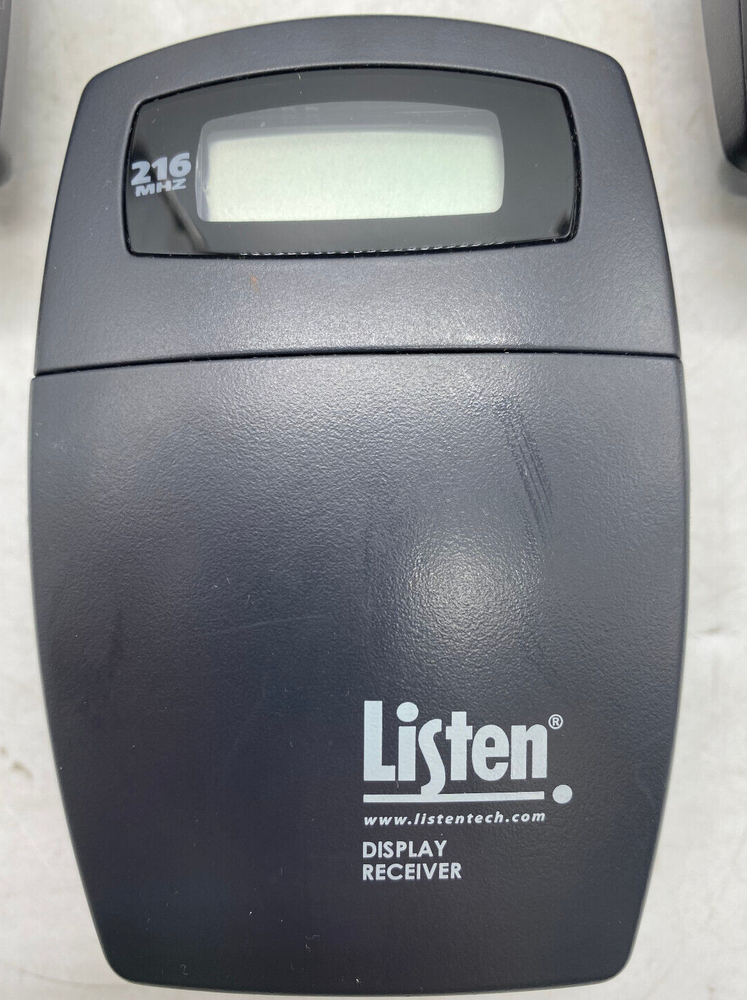 216
MHZ
Listen®
www.listentech.com
DISPLAY
RECEIVER